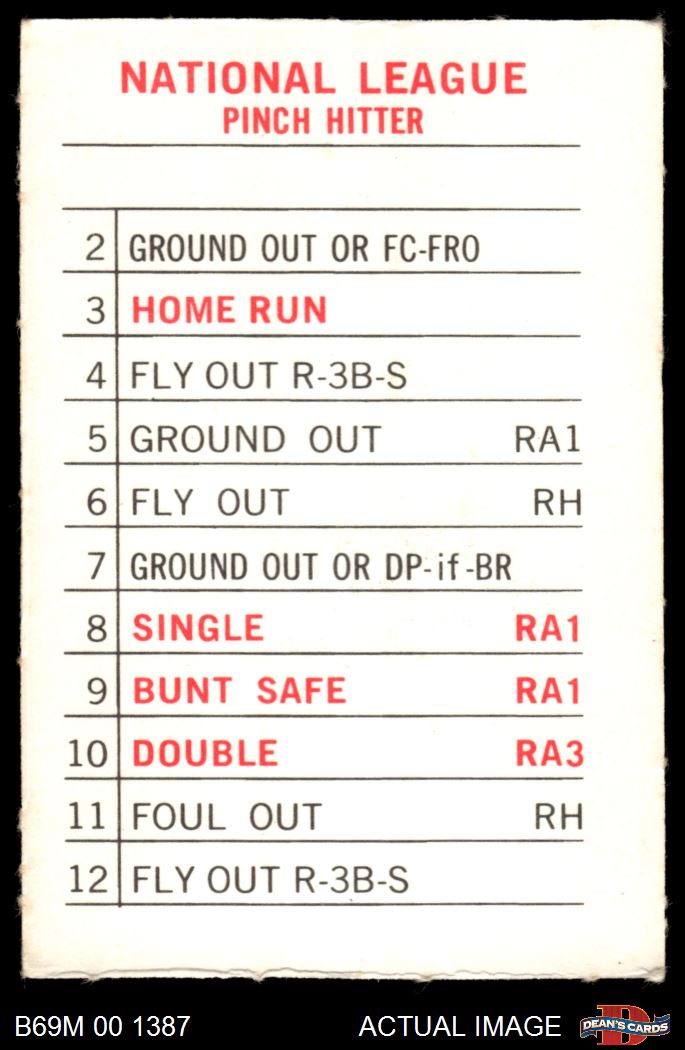 NATIONAL LEAGUE
PINCH HITTER
2 GROUND OUT OR FC-FRO
3 HOME RUN
4 FLY OUT R-3B-S
5 GROUND OUT RA1
6 FLY OUT RH
7 GROUND OUT OR DP-if-BR
8 SINGLE RA1
9 BUNT SAFE RA1
10 DOUBLE RA3
11 FOUL OUT RH
12 FLY OUT R-3B-S
B69M 00 1387 ACTUAL IMAGE D DEAN'S CARDS